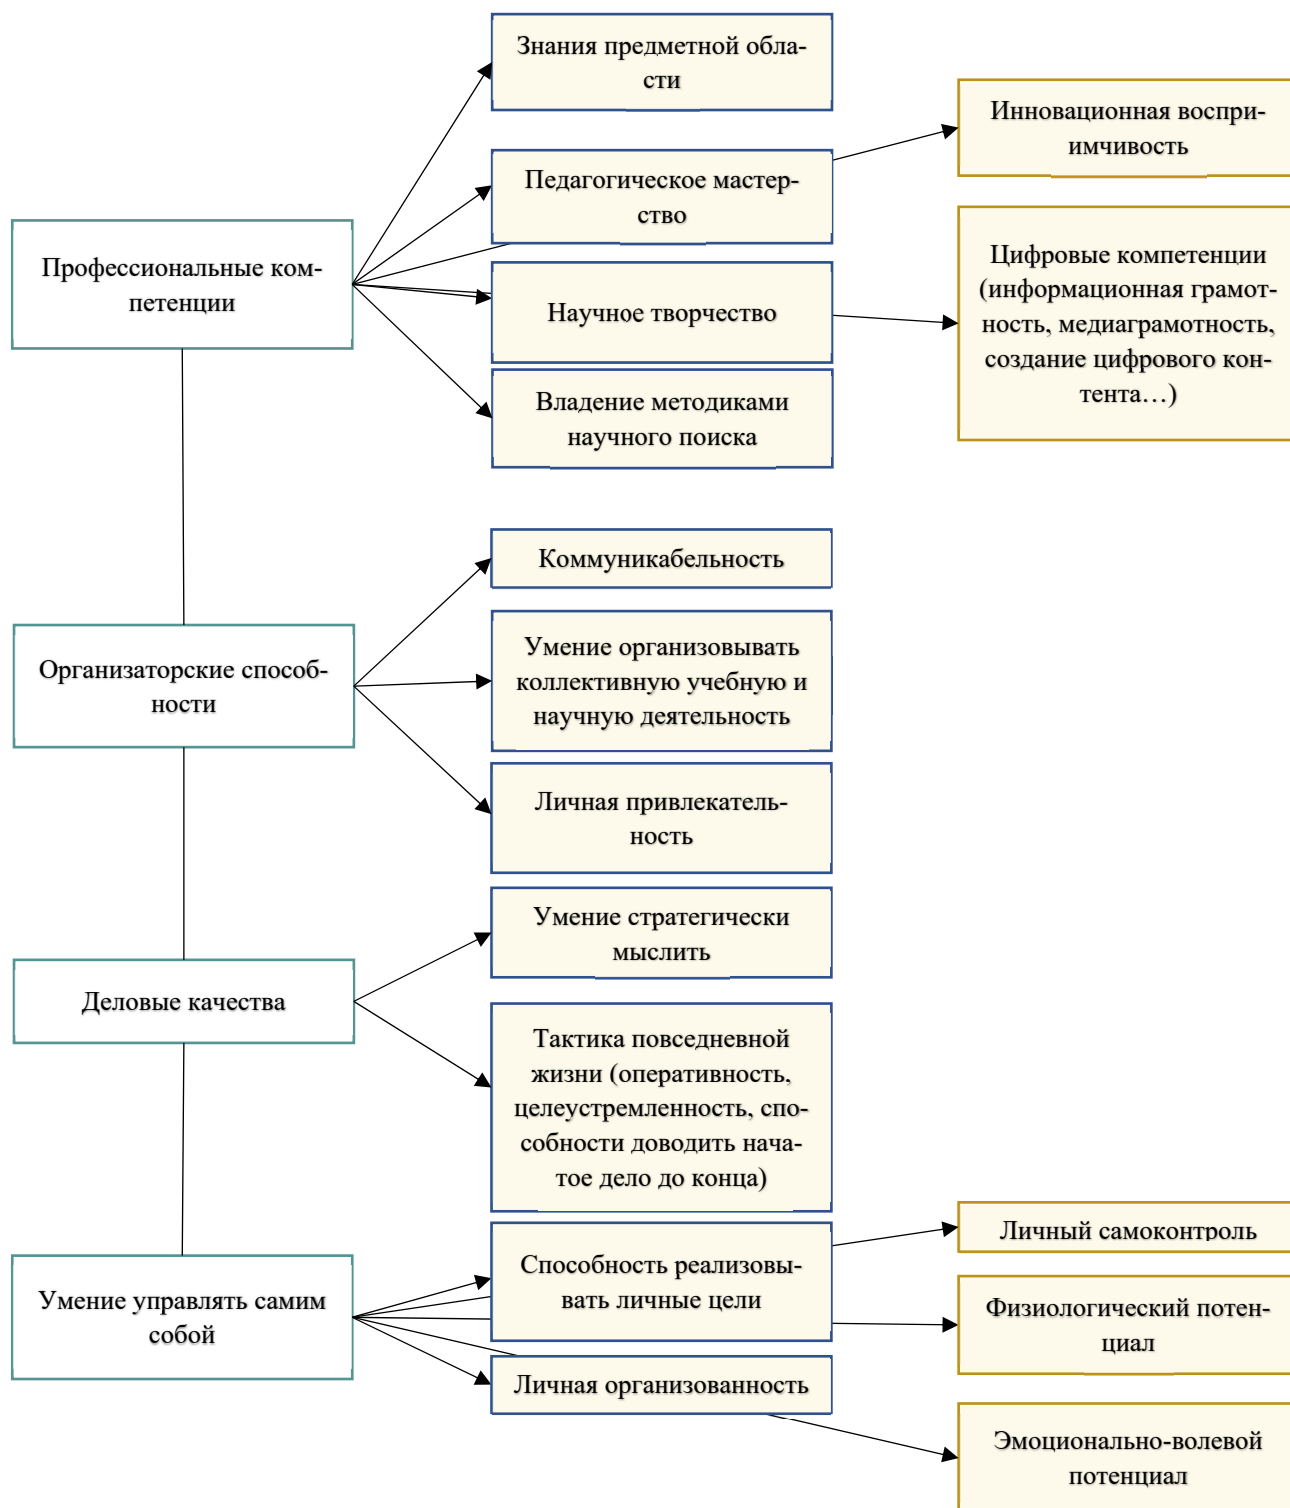 Знания предметной обла-
сти
Инновационная воспри-
имчивость
Педагогическое мастер-
ство
Профессиональные ком-
петенции
Цифровые компетенции
(информационная грамот-
ность, медиаграмотность,
создание цифрового кон-
тента…)
Научное творчество
Владение методиками
научного поиска
Коммуникабельность
Организаторские способ-
ности
Умение организовывать
коллективную учебную и
научную деятельность
Личная привлекатель-
ность
Умение стратегически
мыслить
Деловые качества
Тактика повседневной
жизни (оперативность,
целеустремленность, спо-
собности доводить нача-
тое дело до конца)
Умение управлять самим
собой
Способность реализовы-
вать личные цели
Личный самоконтроль
Физиологический потен-
циал
Личная организованность
Эмоционально-волевой
потенциал